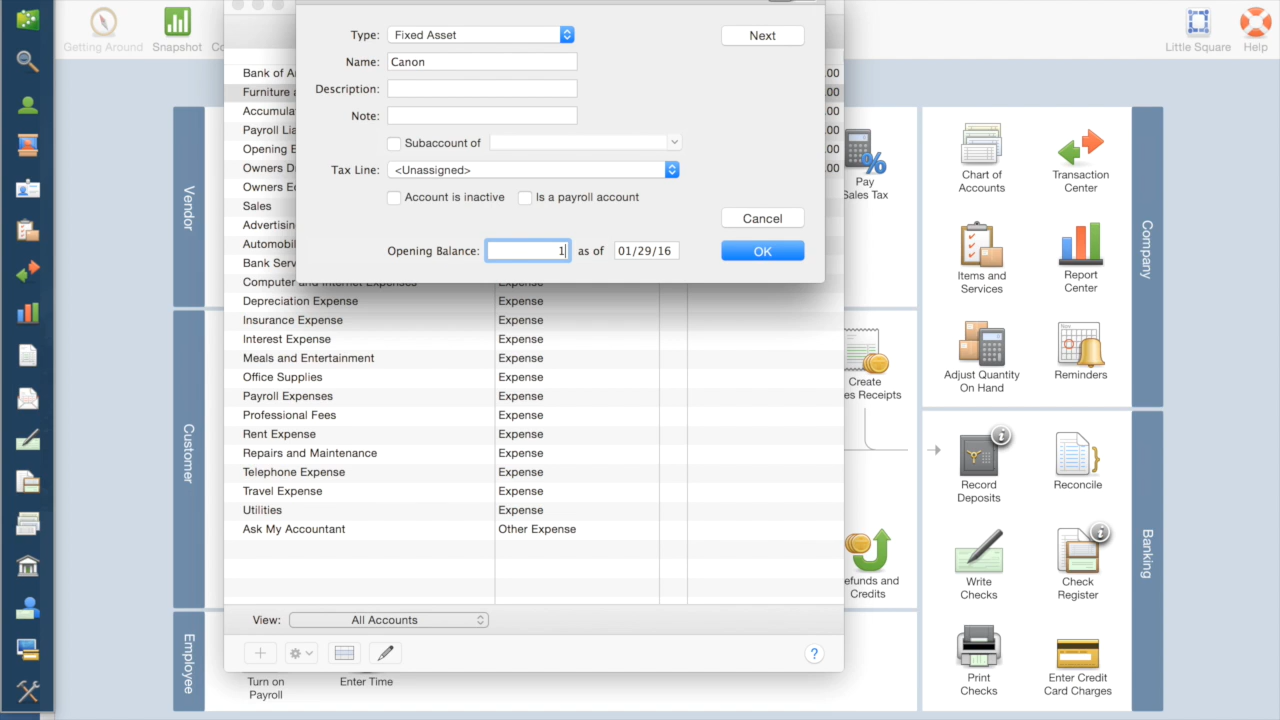 Getting Around
Snapshot
Little Square
Help
Type:
Fixed Asset
Next
Name:
Canon
Description:
Note:
Subaccount of
Tax Line:
<Unassigned>
Account is inactive
Is a payroll account
Cancel
Opening Balance:
1
as of
01/29/16
OK
Bank of
.00
Furniture
.00
Accumula
.00
Payroll Lia
.00
Opening
.00
Owners D
.00
Owners E
Sales
Advertisin
Automobil
Bank Serv
Computer and Internet Expenses
Expense
Depreciation Expense
Expense
Insurance Expense
Expense
Interest Expense
Expense
Meals and Entertainment
Expense
Office Supplies
Expense
Payroll Expenses
Expense
Professional Fees
Expense
Rent Expense
Expense
Repairs and Maintenance
Expense
Telephone Expense
Expense
Travel Expense
Expense
Utilities
Expense
Ask My Accountant
Other Expense
View:
All Accounts
?
Vendor
Customer
Employee
Turn on
Payroll
Enter Time
Pay
Sales Tax
Create
es Receipts
efunds and
Credits
Chart of
Accounts
Transaction
Center
Items and
Services
Report
Center
Adjust Quantity
On Hand
Reminders
Company
Record
Deposits
Reconcile
Write
Checks
Check
Register
Print
Checks
Enter Credit
Card Charges
Banking